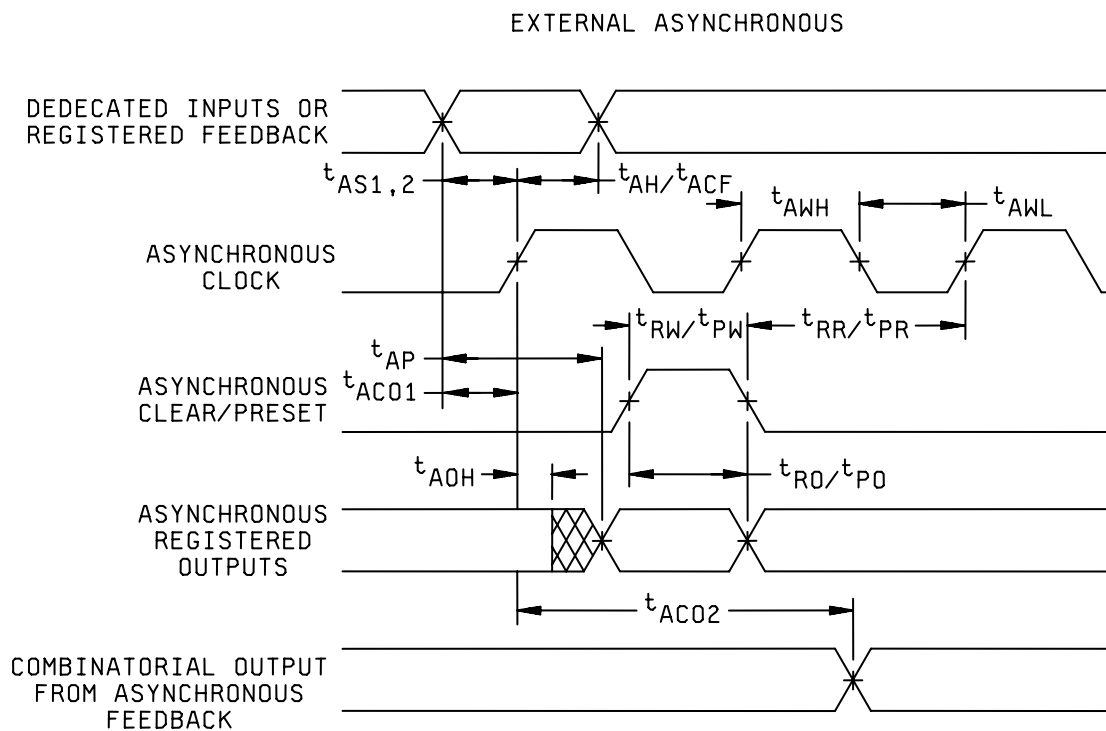 EXTERNAL ASYNCHRONOUS
DEDECATED INPUTS OR
REGISTERED FEEDBACK
tAS1,2
tAH/tACF
tAWH
tAWL
ASYNCHRONOUS
CLOCK
tRW/tPW
tRR/tPR
tAP
tACO1
ASYNCHRONOUS
CLEAR/PRESET
tAOH
tRO/tPO
ASYNCHRONOUS
REGISTERED
OUTPUTS
tACO2
COMBINATORIAL OUTPUT
FROM ASYNCHRONOUS
FEEDBACK